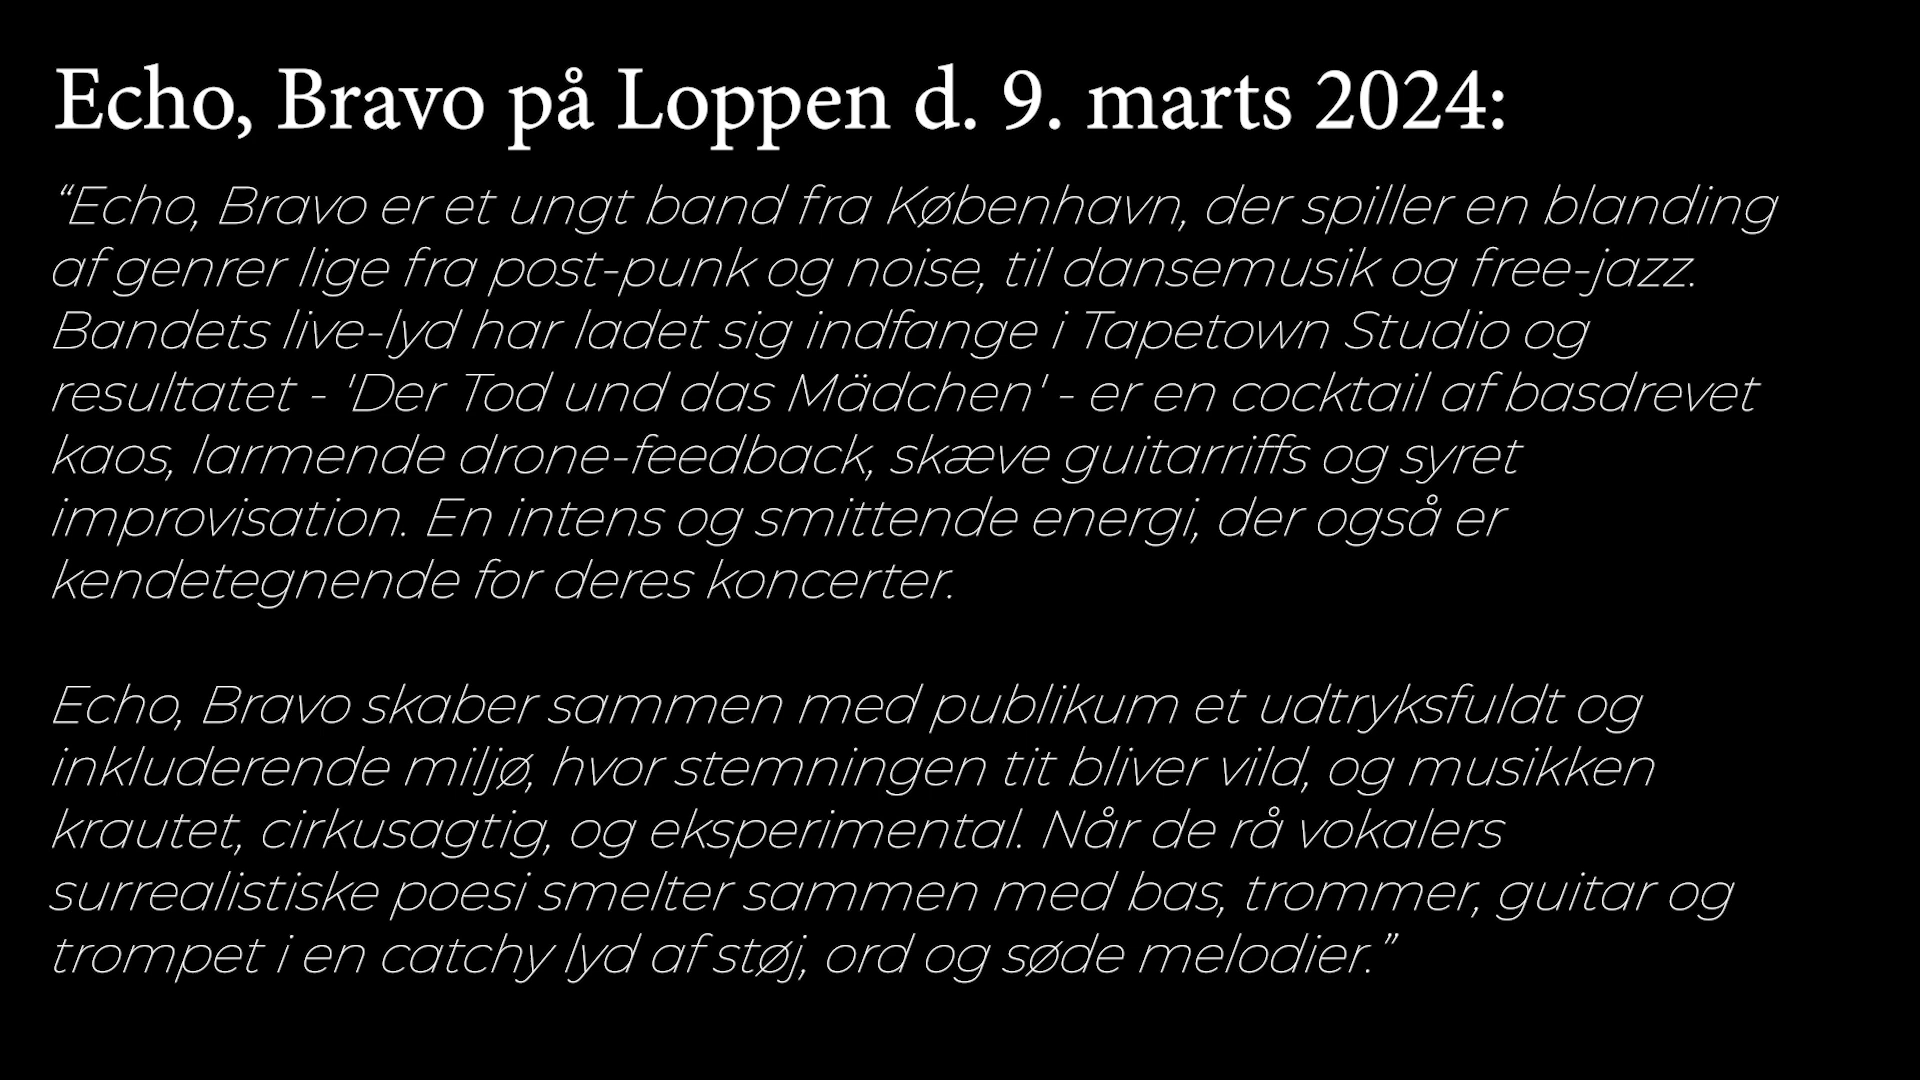 Echo, Bravo på Loppen d. 9. marts 2024:
“Echo, Bravo er et ungt band fra København, der spiller en blanding
af genrer lige fra post-punk og noise, til dansemusik og free-jazz.
Bandets live-lyd har ladet sig indfange i Tapetown Studio og
resultatet - 'Der Tod und das Mädchen' - er en cocktail af basdrevet
kaos, larmende drone-feedback, skæve guitarriffs og syret
improvisation. En intens og smittende energi, der også er
kendetegnende for deres koncerter.
Echo, Bravo skaber sammen med publikum et udtryksfuldt og
inkluderende miljø, hvor stemningen tit bliver vild, og musikken
krautet, cirkusagtig, og eksperimental. Når de rå vokalers
surrealistiske poesi smelter sammen med bas, trommer, guitar og
trompet i en catchy lyd af støj, ord og søde melodier.”